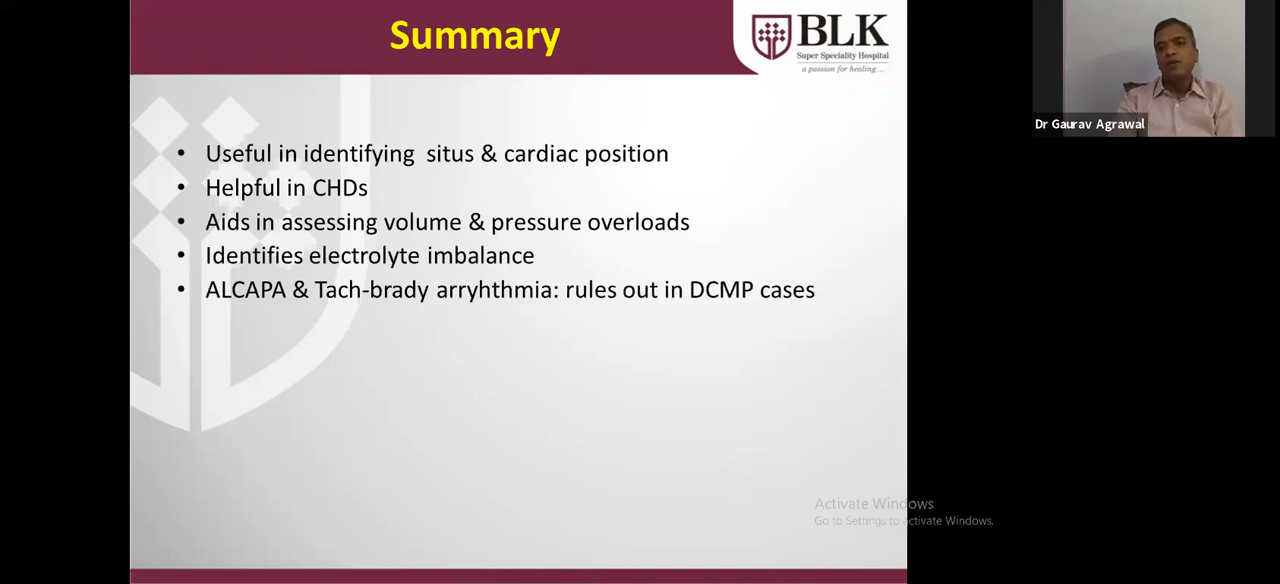 Summary
BLK
Super Speciality Hospital
a passion for healing...
Dr Gaurav Agrawal
• Useful in identifying situs & cardiac position
• Helpful in CHDs
• Aids in assessing volume & pressure overloads
• Identifies electrolyte imbalance
• ALCAPA & Tach-brady arryhthmia: rules out in DCMP cases
Activate Windows
Go to Settings to activate Windows.